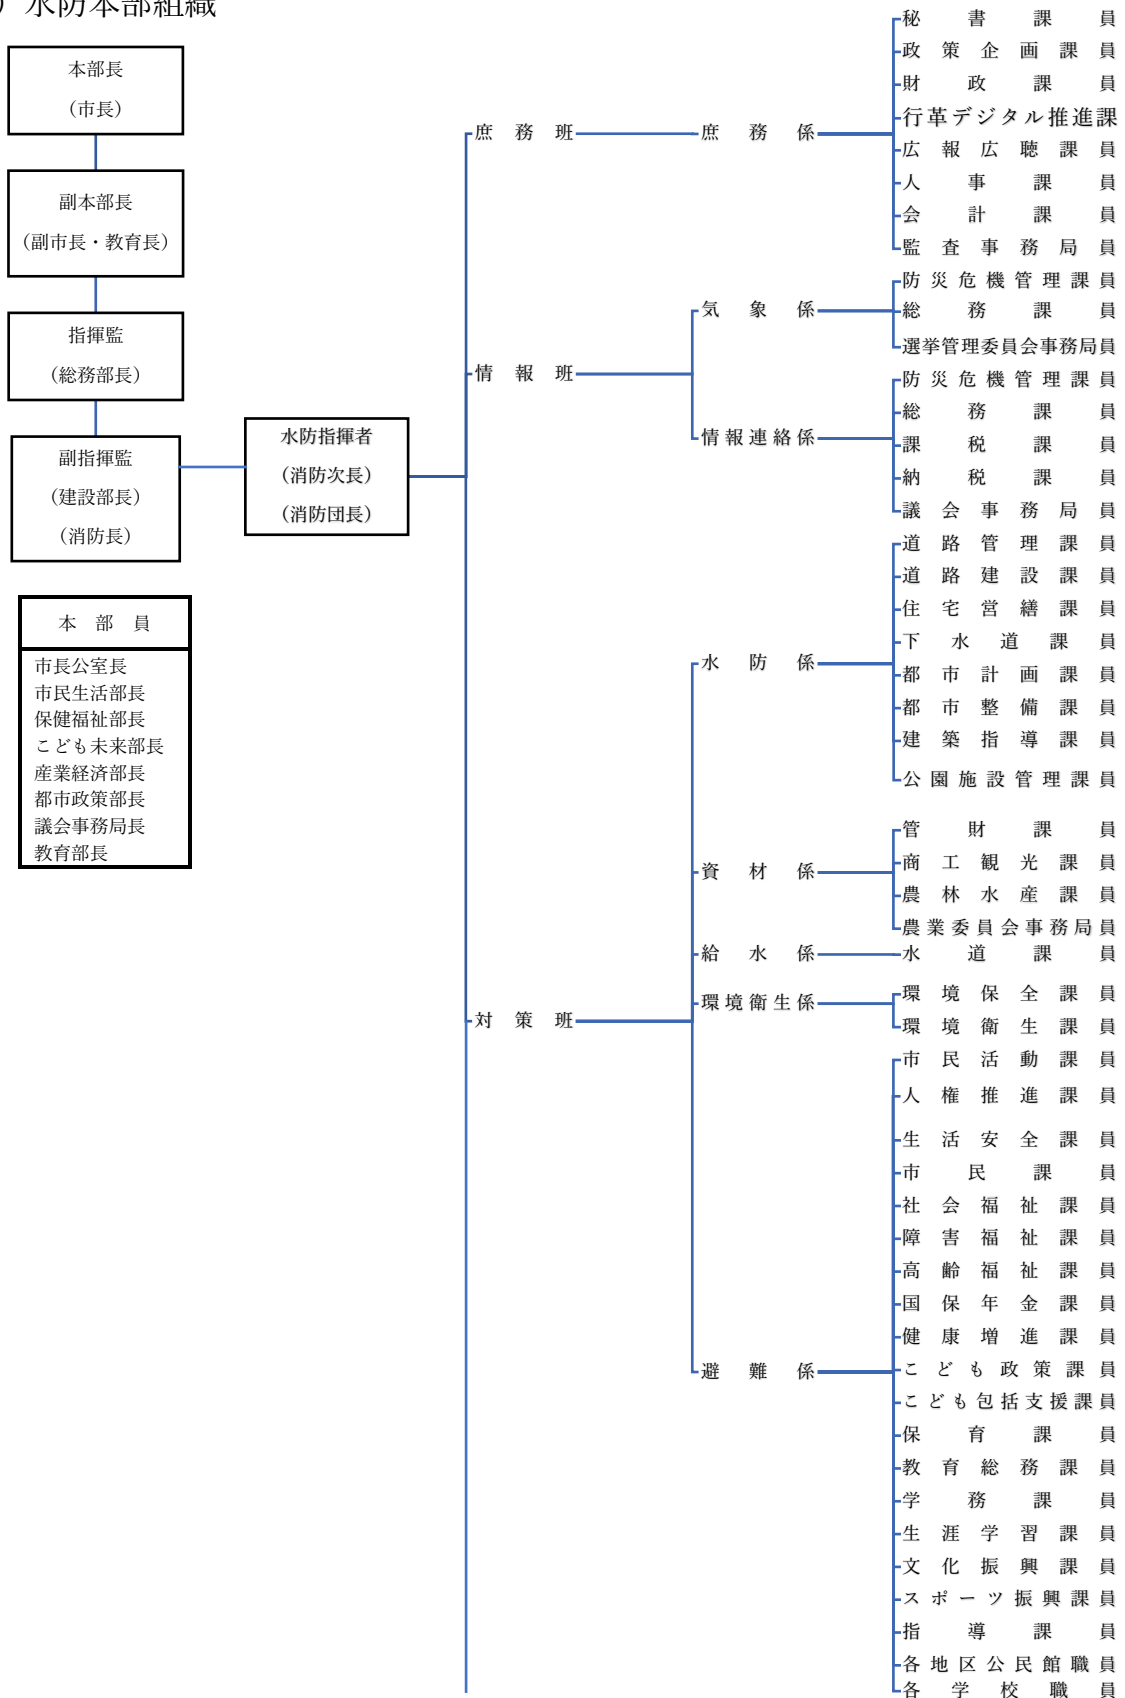 ）水防本部組織
本部長
（市長）
副本部長
（副市長・教育長）
指揮監
（総務部長）
副指揮監
（建設部長）
（消防長）
水防指揮者
（消防次長）
（消防団長）
本部員
市長公室長
市民生活部長
保健福祉部長
こども未来部長
産業経済部長
都市政策部長
議会事務局長
教育部長
庶務班
庶務係
秘書課員
政策企画課員
財政課員
行革デジタル推進課
広報広聴課員
人事課員
会計課員
監査事務局員
情報班
気象係
防災危機管理課員
総務課員
選挙管理委員会事務局員
情報連絡係
防災危機管理課員
総務課員
課税課員
納税課員
議会事務局員
対策班
水防係
道路管理課員
道路建設課員
住宅営繕課員
下水道課員
都市計画課員
都市整備課員
建築指導課員
公園施設管理課員
資材係
管財課員
商工観光課員
農林水産課員
農業委員会事務局員
給水係
水道課員
環境衛生係
環境保全課員
環境衛生課員
避難係
市民活動課員
人権推進課員
生活安全課員
市民課員
社会福祉課員
障害福祉課員
高齢福祉課員
国保年金課員
健康増進課員
こども政策課員
こども包括支援課員
保育課員
教育総務課員
学務課員
生涯学習課員
文化振興課員
スポーツ振興課員
指導課員
各地区公民館職員
各学校職員